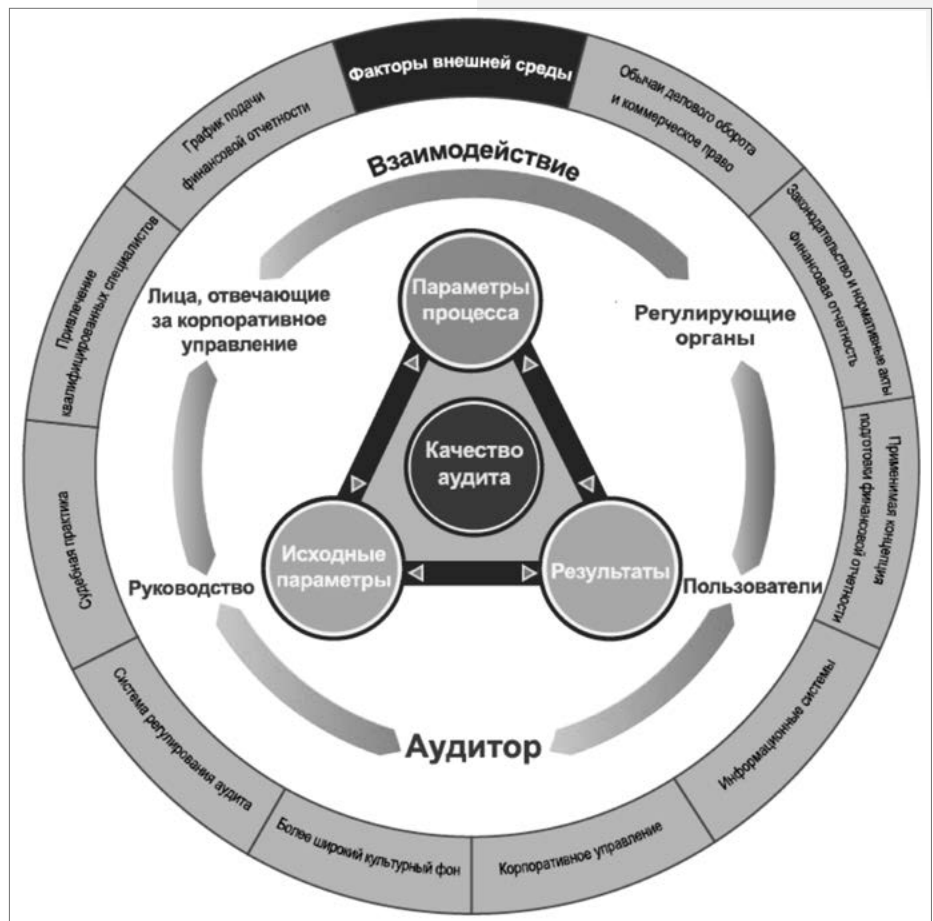 Факторы внешней среды
Обычаи делового оборота
и коммерческое право
Законодательство и нормативные акты
Финансовая отчетность
Применимая концепция
подготовки финансовой отчетности
Информационные системы
Корпоративное управление
Более широкий культурный фон
Система регулирования аудита
Судебная практика
Привлечение
квалифицированных специалистов
График подачи
финансовой отчетности
Взаимодействие
Лица, отвечающие
за корпоративное
управление
Регулирующие
органы
Руководство
Пользователи
Аудитор
Параметры
процесса
Качество
аудита
Исходные
параметры
Результаты